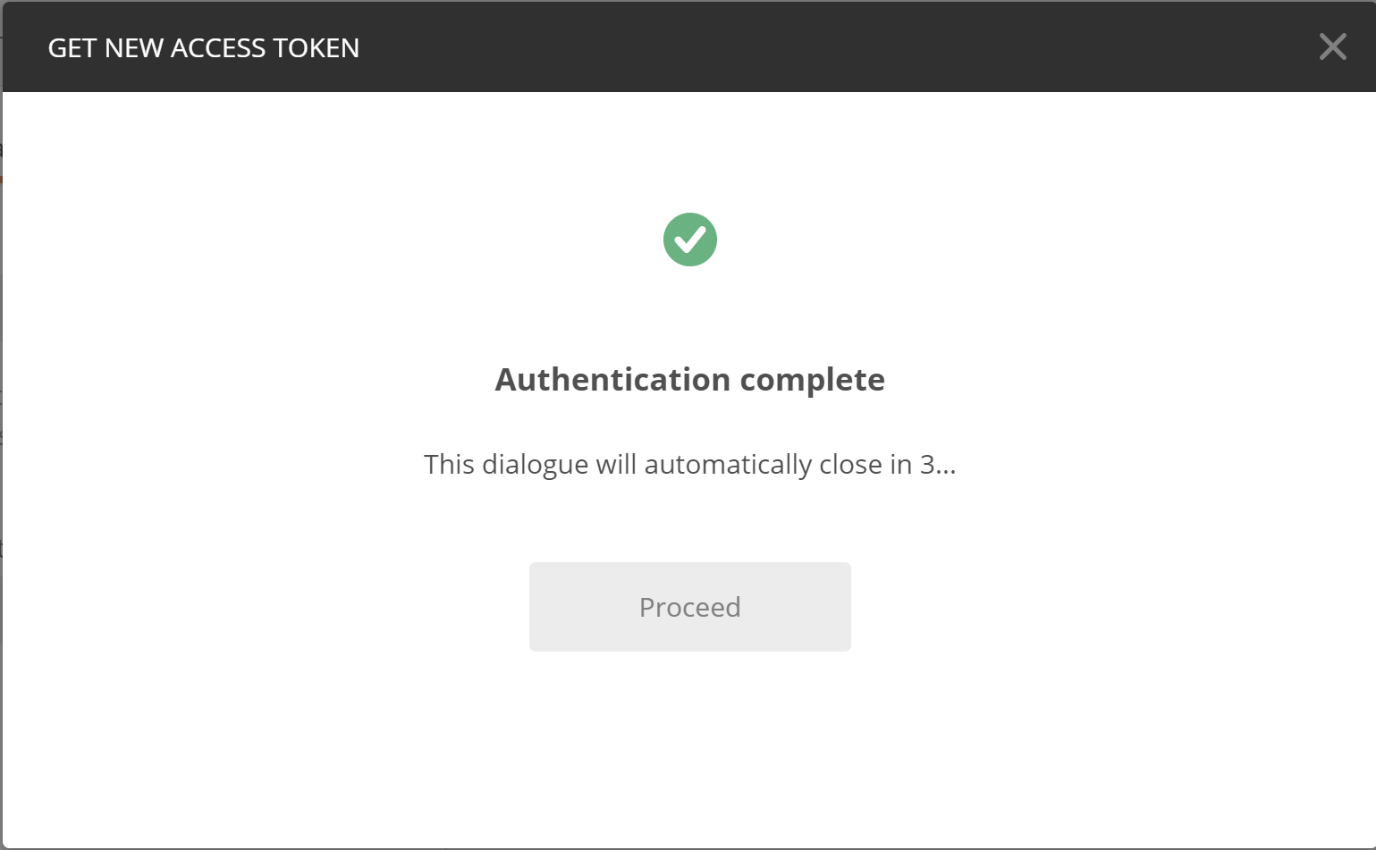 GET NEW ACCESS TOKEN
Authentication complete
This dialogue will automatically close in 3...
Proceed